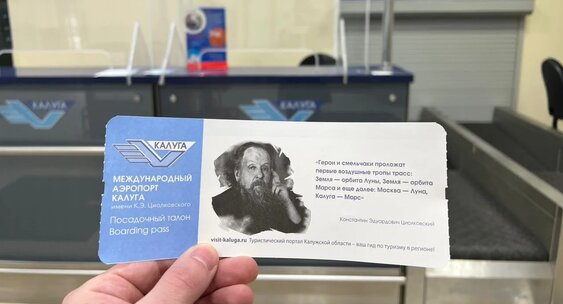 КАЛУГА
КАЛУГА
КАЛУГА
МЕЖДУНАРОДНЫЙ
АЭРОПОРТ
КАЛУГА
имени К.Э. Циолковского
Посадочный талон
Boarding pass
«Герои и смельчаки проложат
первые воздушные тропы трасс:
Земля — орбита Луны, Земля — орбита
Марса и еще далее: Москва — Луна,
Калуга — Марс»
Константин Эдуардович Циолковский
visit-kaluga.ru Туристический портал Калужской области – ваш гид по туризму в регионе!